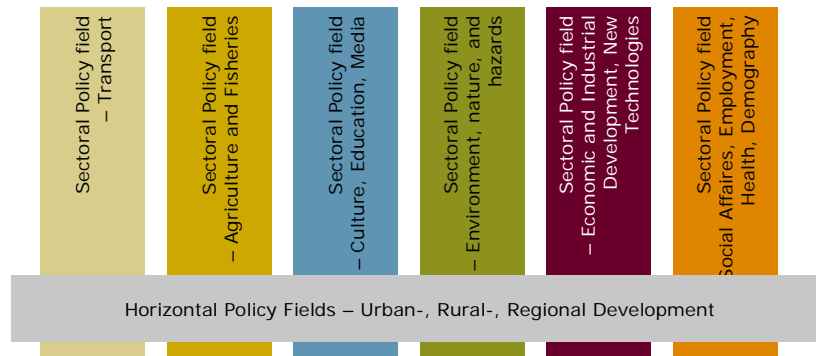 Sectoral Policy field
– Transport
Sectoral Policy field
– Agriculture and Fisheries
Sectoral Policy field
– Culture, Education, Media
Sectoral Policy field
– Environment, nature, and
hazards
Sectoral Policy field
– Economic and Industrial
Development, New
Technologies
Sectoral Policy field
Social Affaires, Employment,
Health, Demography
Horizontal Policy Fields – Urban-, Rural-, Regional Development